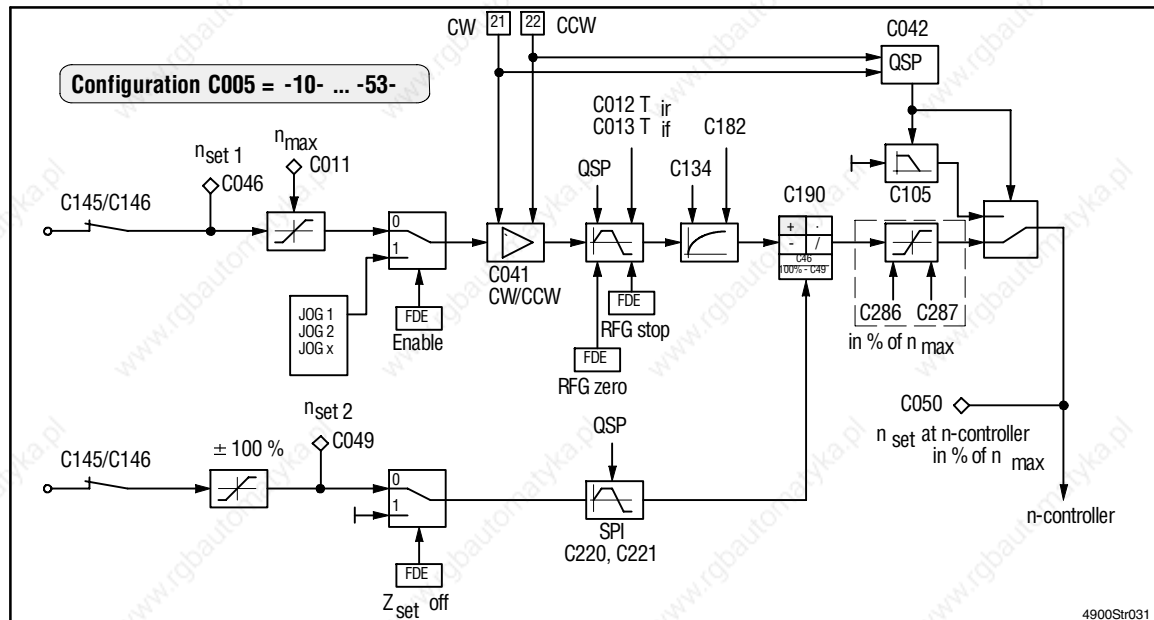 CW 21 22 CCW
C042
QSP
Configuration C005 = -10- ... -53-
C012 T ir
C013 T if
C182
n max
C011
n set 1
C046
QSP
C134
C105
C145/C146
C190
0
1
+ ·
- /
C46
100% - C49
C041
CW/CCW
JOG 1
JOG 2
JOG x
FDE
Enable
FDE
RFG stop
FDE
RFG zero
C286 C287
in % of n max
n set 2
C049
± 100 %
QSP
C050
n set at n-controller
in % of n max
C145/C146
0
1
SPI
C220, C221
n-controller
FDE
Z set off
4900Str031
www.rgbautomatyka.pl